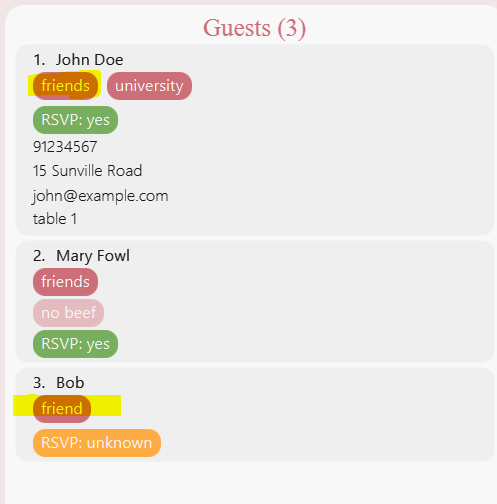 Guests (3)
1. John Doe
friends university
RSVP: yes
91234567
15 Sunville Road
john@example.com
table 1
2. Mary Fowl
friends
no beef
RSVP: yes
3. Bob
friend
RSVP: unknown